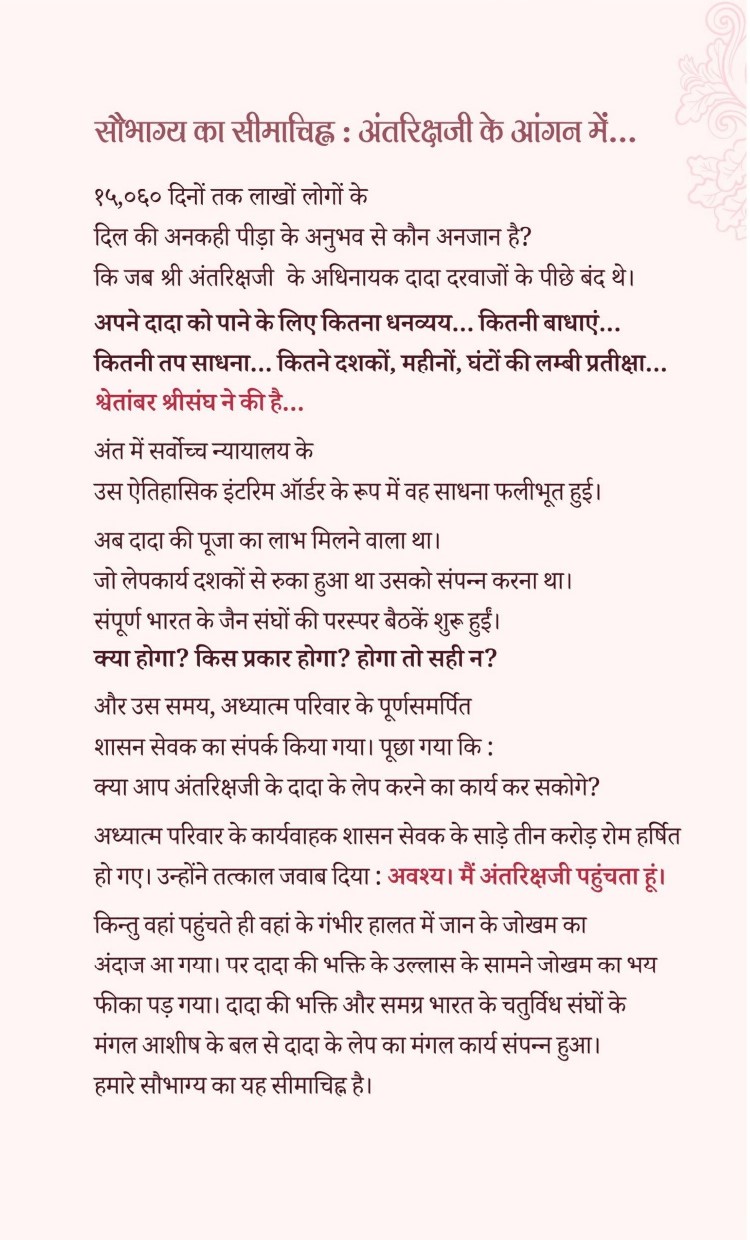 सौभाग्य का सीमाचिह्न : अंतरिक्षजी के आंगन में...
१५,०६० दिनों तक लाखों लोगों के
दिल की अनकही पीड़ा के अनुभव से कौन अनजान है?
कि जब श्री अंतरिक्षजी के अधिनायक दादा दरवाजों के पीछे बंद थे।
अपने दादा को पाने के लिए कितना धनव्यय... कितनी बाधाएं...
कितनी तप साधना... कितने दशकों, महीनों, घंटों की लम्बी प्रतीक्षा...
श्वेतांबर श्रीसंघ ने की है...
अंत में सर्वोच्च न्यायालय के
उस ऐतिहासिक इंटरिम ऑर्डर के रूप में वह साधना फलीभूत हुई।
अब दादा की पूजा का लाभ मिलने वाला था।
जो लेपकार्य दशकों से रुका हुआ था उसको संपन्न करना था।
संपूर्ण भारत के जैन संघों की परस्पर बैठकें शुरू हुईं।
क्या होगा? किस प्रकार होगा? होगा तो सही न?
और उस समय, अध्यात्म परिवार के पूर्णसमर्पित
शासन सेवक का संपर्क किया गया। पूछा गया कि :
क्या आप अंतरिक्षजी के दादा के लेप करने का कार्य कर सकोगे?
अध्यात्म परिवार के कार्यवाहक शासन सेवक के साड़े तीन करोड़ रोम हर्षित
हो गए। उन्होंने तत्काल जवाब दिया : अवश्य। मैं अंतरिक्षजी पहुंचता हूं।
किन्तु वहां पहुंचते ही वहां के गंभीर हालत में जान के जोखम का
अंदाज आ गया। पर दादा की भक्ति के उल्लास के सामने जोखम का भय
फीका पड़ गया। दादा की भक्ति और समग्र भारत के चतुर्विध संघों के
मंगल आशीष के बल से दादा के लेप का मंगल कार्य संपन्न हुआ।
हमारे सौभाग्य का यह सीमाचिह्न है।